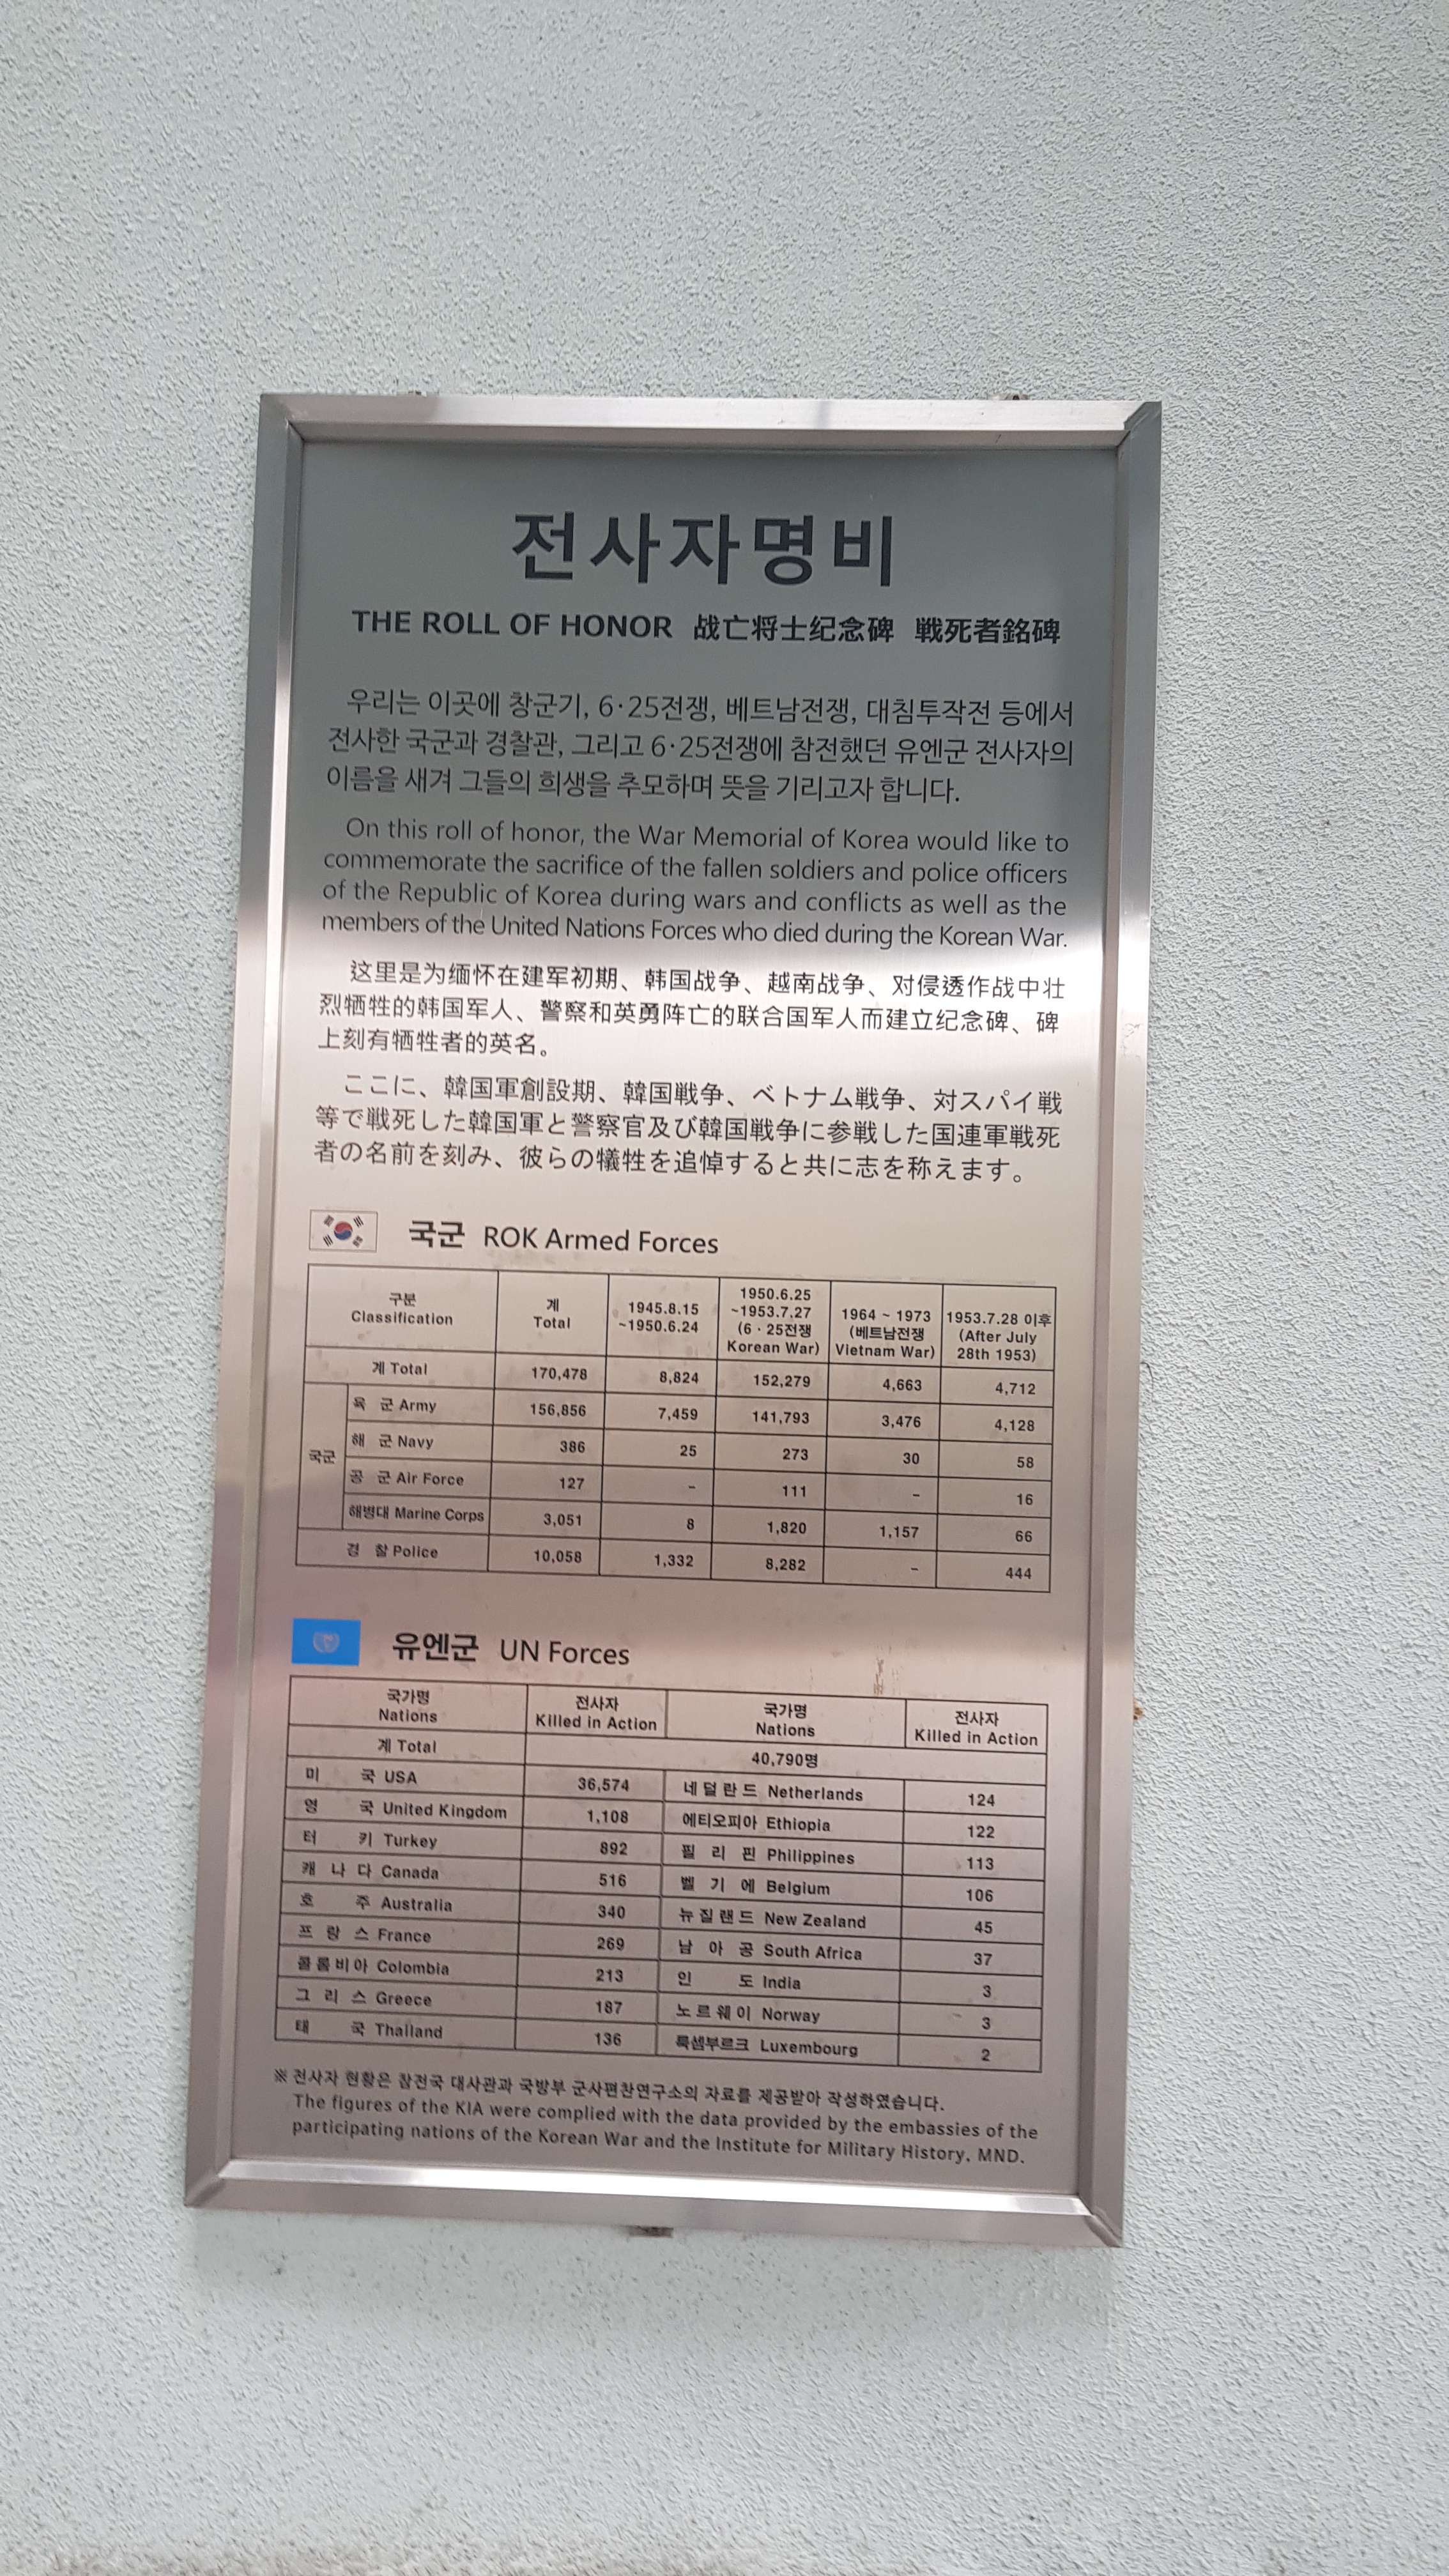 전사자명비
THE ROLL OF HONOR 战亡将士纪念碑 戦死者銘碑
우리는 이곳에 창군기, 6·25전쟁, 베트남전쟁, 대침투작전 등에서
전사한 국군과 경찰관, 그리고 6·25전쟁에 참전했던 유엔군 전사자의
이름을 새겨 그들의 희생을 추모하며 뜻을 기리고자 합니다.
On this roll of honor, the War Memorial of Korea would like to
commemorate the sacrifice of the fallen soldiers and police officers
of the Republic of Korea during wars and conflicts as well as the
members of the United Nations Forces who died during the Korean War.
这里是为缅怀在建军初期、韩国战争、越南战争、对侵透作战中壮
烈牺牲的韩国军人、警察和英勇阵亡的联合国军人而建立纪念碑、碑
上刻有牺牲者的英名。
ここに、韓国軍創設期、韓国戦争、ベトナム戦争、対スパイ戦
等で戦死した韓国軍と警察官及び韓国戦争に参戦した国連軍戦死
者の名前を刻み、彼らの犠牲を追悼すると共に志を称えます。
국군 ROK Armed Forces
구분 Classification 계 Total 1945.8.15 ~1950.6.24 1950.6.25 ~1953.7.27 (6·25전쟁 Korean War) 1964 ~ 1973 (베트남전쟁 Vietnam War) 1953.7.28 이후 (After July 28th 1953)
계 Total 170,478 8,824 152,279 4,663 4,712
국군
육 군 Army 156,856 7,459 141,793 3,476 4,128
해 군 Navy 386 25 273 30 58
공 군 Air Force 127 - 111 - 16
해병대 Marine Corps 3,051 8 1,820 1,157 66
경 찰 Police 10,058 1,332 8,282 - 444
유엔군 UN Forces
국가명 Nations 전사자 Killed in Action 국가명 Nations 전사자 Killed in Action
계 Total 40,790명
미 국 USA 36,574 네덜란드 Netherlands 124
영 국 United Kingdom 1,108 에티오피아 Ethiopia 122
터 키 Turkey 892 필 리 핀 Philippines 113
캐 나 다 Canada 516 벨 기 에 Belgium 106
호 주 Australia 340 뉴질랜드 New Zealand 45
프 랑 스 France 269 남 아 공 South Africa 37
콜롬비아 Colombia 213 인 도 India 3
그 리 스 Greece 187 노르웨이 Norway 3
태 국 Thailand 136 룩셈부르크 Luxembourg 2
※ 전사자 현황은 참전국 대사관과 국방부 군사편찬연구소의 자료를 제공받아 작성하였습니다.
The figures of the KIA were complied with the data provided by the embassies of the
participating nations of the Korean War and the Institute for Military History, MND.